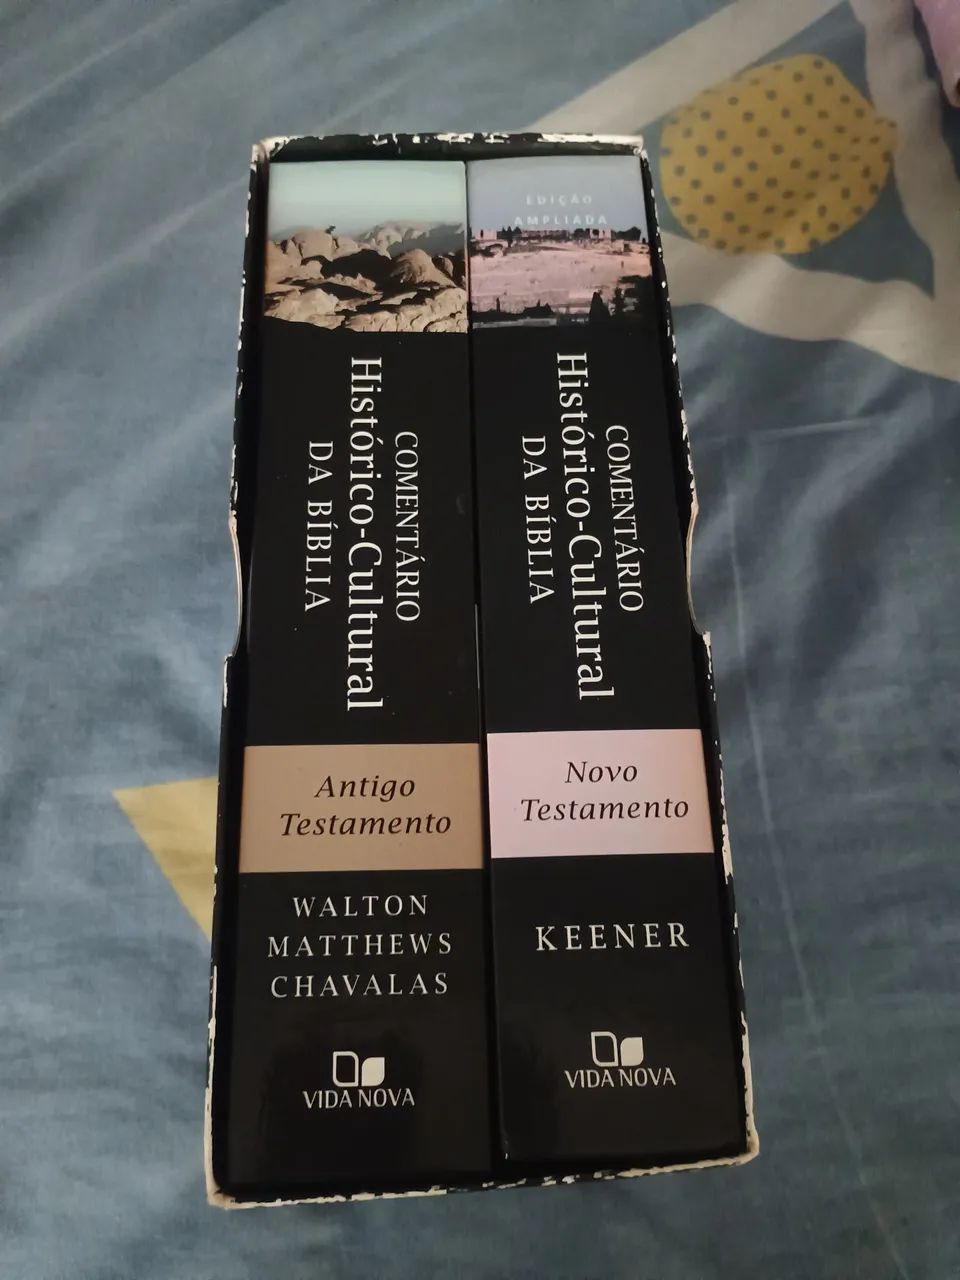 COMENTÁRIO
Histórico-Cultural
DA BÍBLIA
Antigo
Testamento
WALTON
MATTHEWS
CHAVALAS
VIDA NOVA
EDIÇÃO
AMPLIADA
COMENTÁRIO
Histórico-Cultural
DA BÍBLIA
Novo
Testamento
KEENER
VIDA NOVA